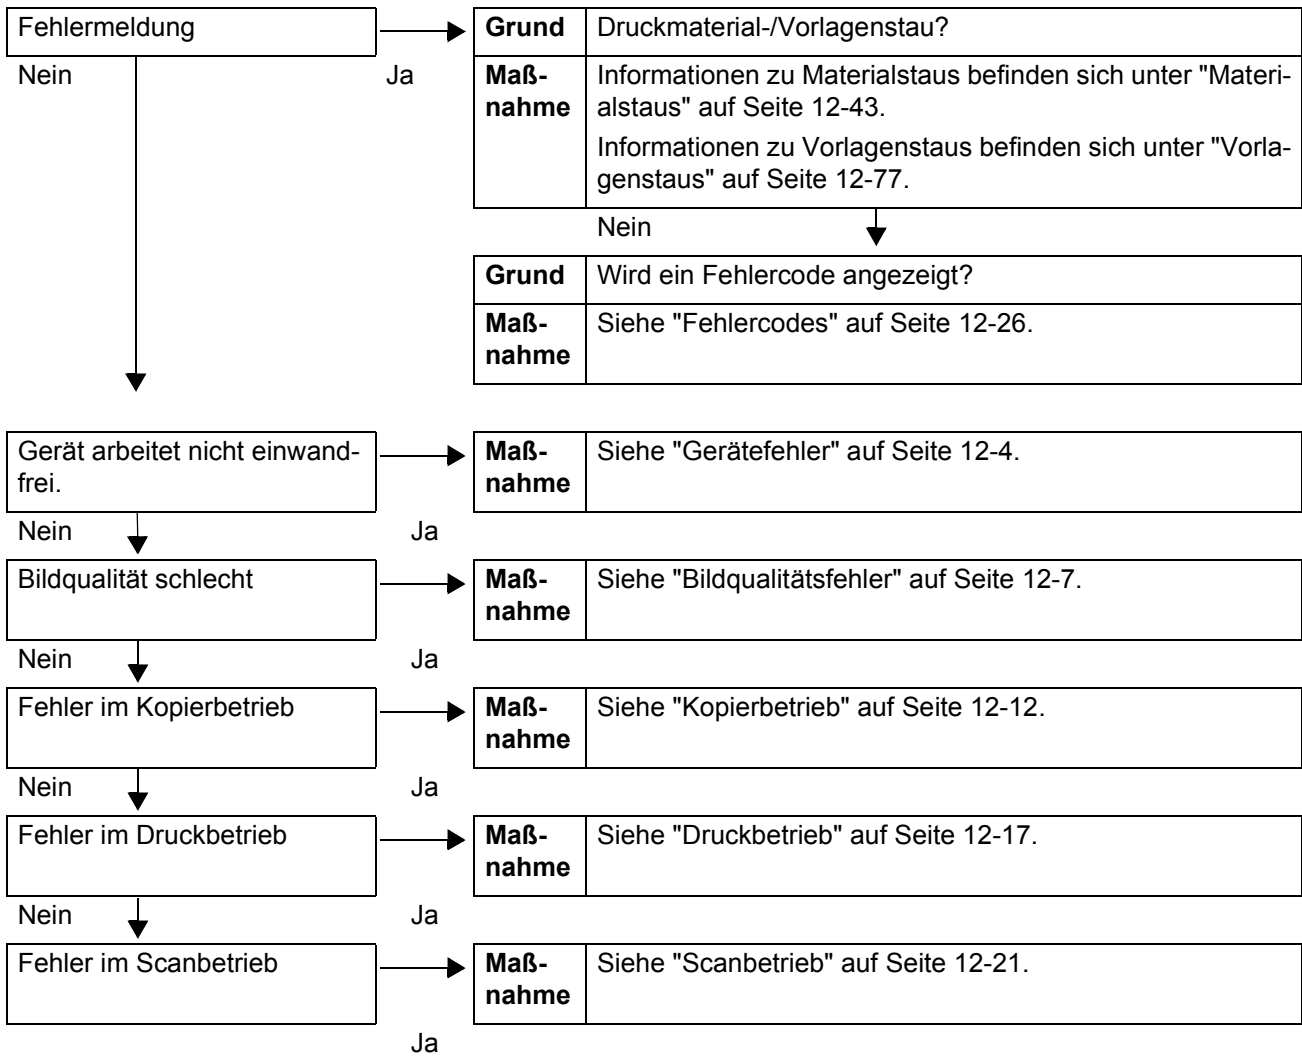 Fehlermeldung
Grund Druckmaterial-/Vorlagenstau?
Nein Ja
Maß-
nahme
Informationen zu Materialstaus befinden sich unter "Materi-
alstaus" auf Seite 12-43.
Informationen zu Vorlagenstaus befinden sich unter "Vorla-
genstaus" auf Seite 12-77.
Nein
Grund Wird ein Fehlercode angezeigt?
Maß-
nahme
Siehe "Fehlercodes" auf Seite 12-26.
Gerät arbeitet nicht einwand-
frei.
Maß-
nahme
Siehe "Gerätefehler" auf Seite 12-4.
Nein Ja
Bildqualität schlecht
Maß-
nahme
Siehe "Bildqualitätsfehler" auf Seite 12-7.
Nein Ja
Fehler im Kopierbetrieb
Maß-
nahme
Siehe "Kopierbetrieb" auf Seite 12-12.
Nein Ja
Fehler im Druckbetrieb
Maß-
nahme
Siehe "Druckbetrieb" auf Seite 12-17.
Nein Ja
Fehler im Scanbetrieb
Maß-
nahme
Siehe "Scanbetrieb" auf Seite 12-21.
Ja